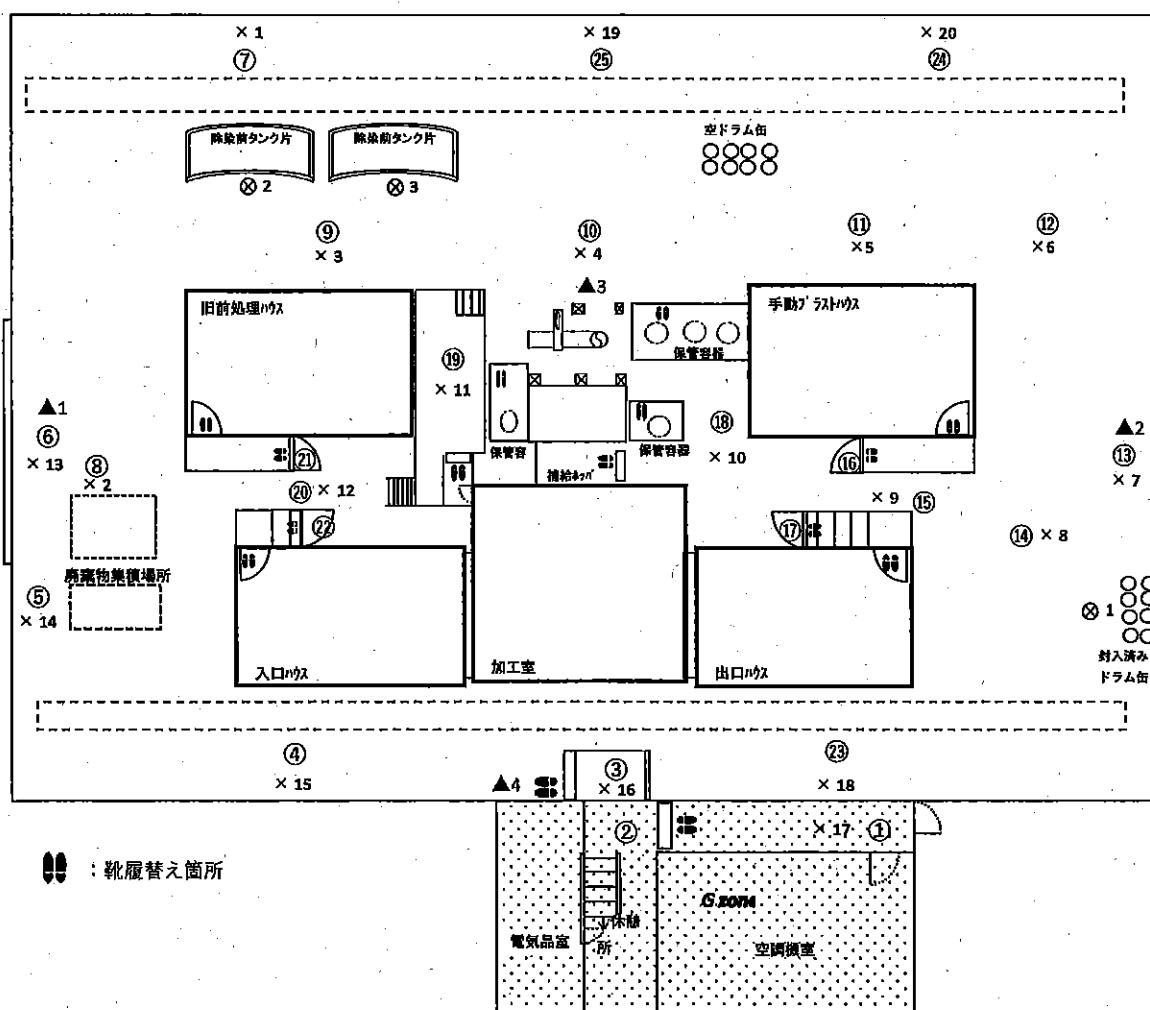 × 1
× 19
× 20
⑦
㉕
㉔
除染前タンク片
除染前タンク片
空ドラム缶
⊗ 2
⊗ 3
⑨
⑩
⑪
⑫
× 3
× 4
×5
× 6
▲3
旧前処理ハウス
手動ブラストハウス
保管容器
⑲
× 11
▲1
⑥
× 13
⑧
× 2
⑱
× 10
保管容
保管容器
補給ホッパ
▲2
⑬
× 7
㉑
⑯
⑳
× 12
× 9
⑮
㉒
⑰
⑭ × 8
廃棄物集積場所
⑤
× 14
⊗ 1
封入済み
ドラム缶
入口ハウス
加工室
出口ハウス
④
× 15
▲4
③
× 16
㉓
× 18
②
× 17
①
: 靴履替え箇所
G zone
電気品室
休憩
所
空調機室